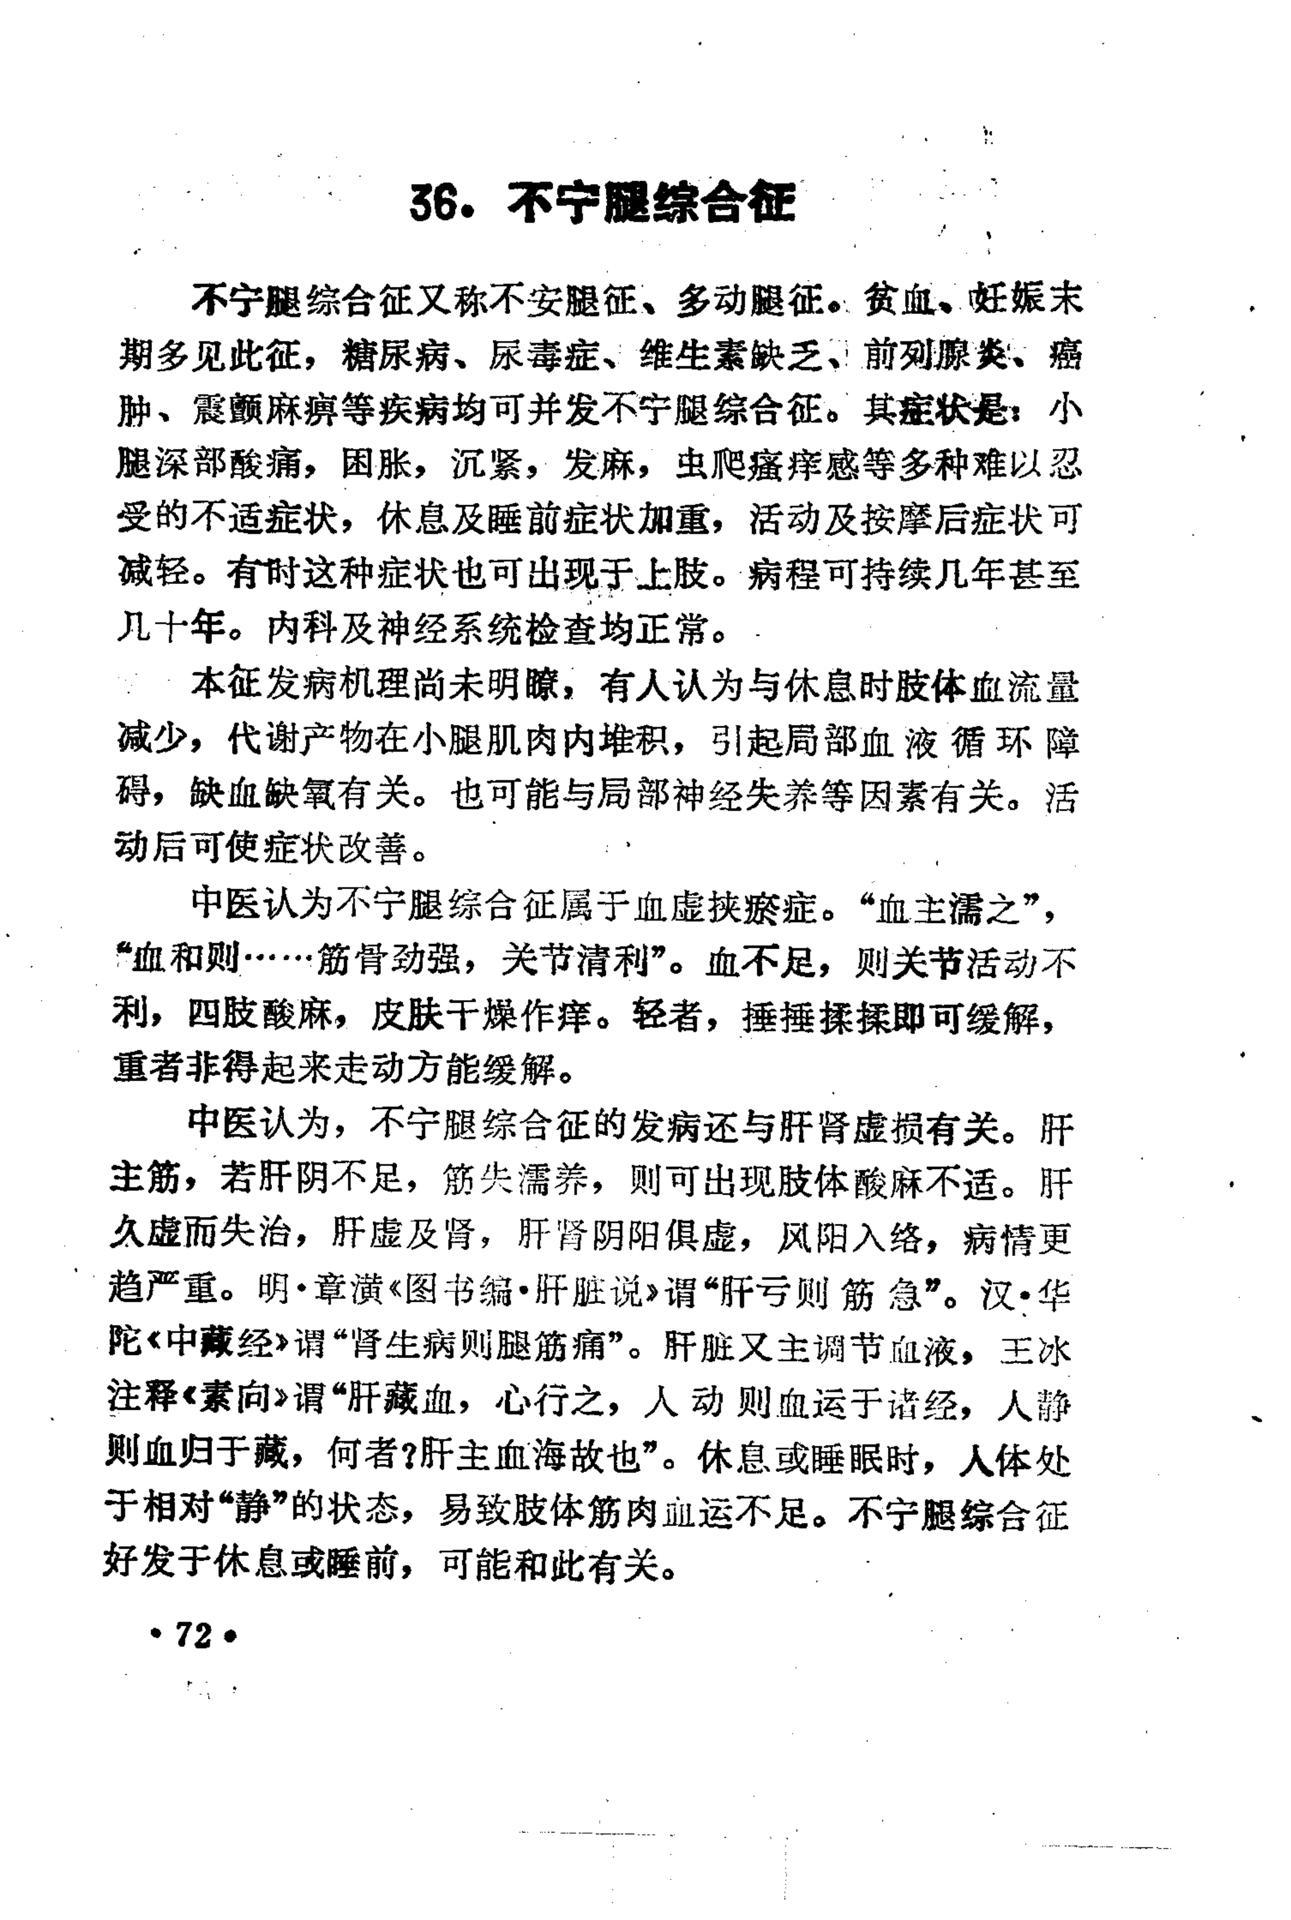 36. 不宁腿综合征
不宁腿综合征又称不安腿征、多动腿征。贫血、妊娠末
期多见此征，糖尿病、尿毒症、维生素缺乏、前列腺炎、癌
肿、震颤麻痹等疾病均可并发不宁腿综合征。其症状是：小
腿深部酸痛，困胀，沉紧，发麻，虫爬瘙痒感等多种难以忍
受的不适症状，休息及睡前症状加重，活动及按摩后症状可
减轻。有时这种症状也可出现于上肢。病程可持续几年甚至
几十年。内科及神经系统检查均正常。
本征发病机理尚未明瞭，有人认为与休息时肢体血流量
减少，代谢产物在小腿肌肉内堆积，引起局部血液循环障
碍，缺血缺氧有关。也可能与局部神经失养等因素有关。活
动后可使症状改善。
中医认为不宁腿综合征属于血虚挟瘀症。“血主濡之”，
“血和则……筋骨劲强，关节清利”。血不足，则关节活动不
利，四肢酸麻，皮肤干燥作痒。轻者，捶捶揉揉即可缓解，
重者非得起来走动方能缓解。
中医认为，不宁腿综合征的发病还与肝肾虚损有关。肝
主筋，若肝阴不足，筋失濡养，则可出现肢体酸麻不适。肝
久虚而失治，肝虚及肾，肝肾阴阳俱虚，风阳入络，病情更
趋严重。明·章潢《图书编·肝脏说》谓“肝亏则筋急”。汉·华
陀《中藏经》谓“肾生病则腿筋痛”。肝脏又主调节血液，王冰
注释《素向》谓“肝藏血，心行之，人动则血运于诸经，人静
则血归于藏，何者？肝主血海故也”。休息或睡眠时，人体处
于相对“静”的状态，易致肢体筋肉血运不足。不宁腿综合征
好发于休息或睡前，可能和此有关。
·72·